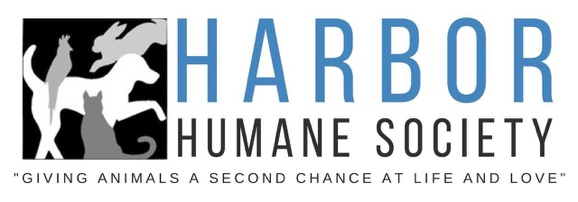 HARBOR
HUMANE SOCIETY
"GIVING ANIMALS A SECOND CHANCE AT LIFE AND LOVE"